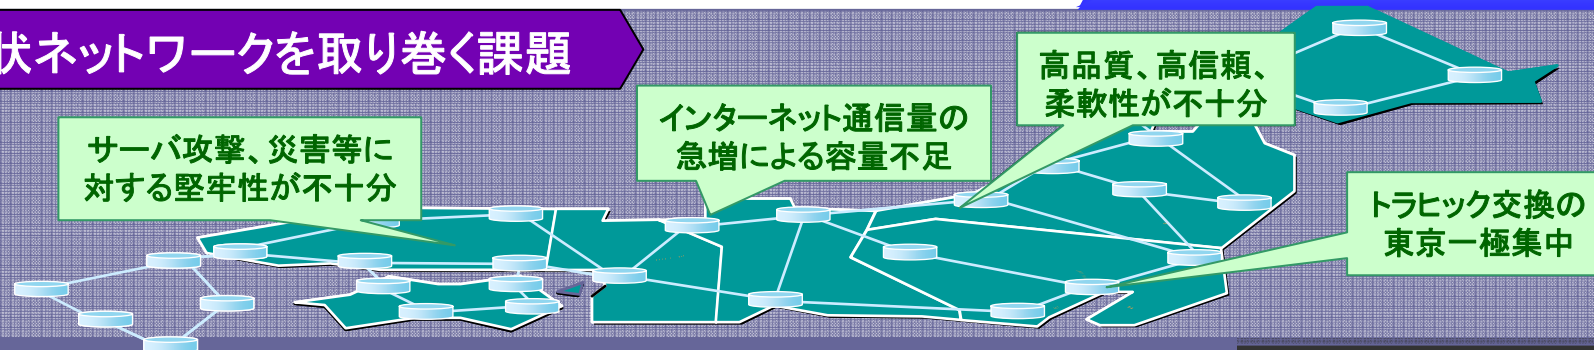 状ネットワークを取り巻く課題
高品質、高信頼、
柔軟性が不十分
インターネット通信量の
急増による容量不足
サーバ攻撃、災害等に
対する堅牢性が不十分
トラヒック交換の
東京一極集中